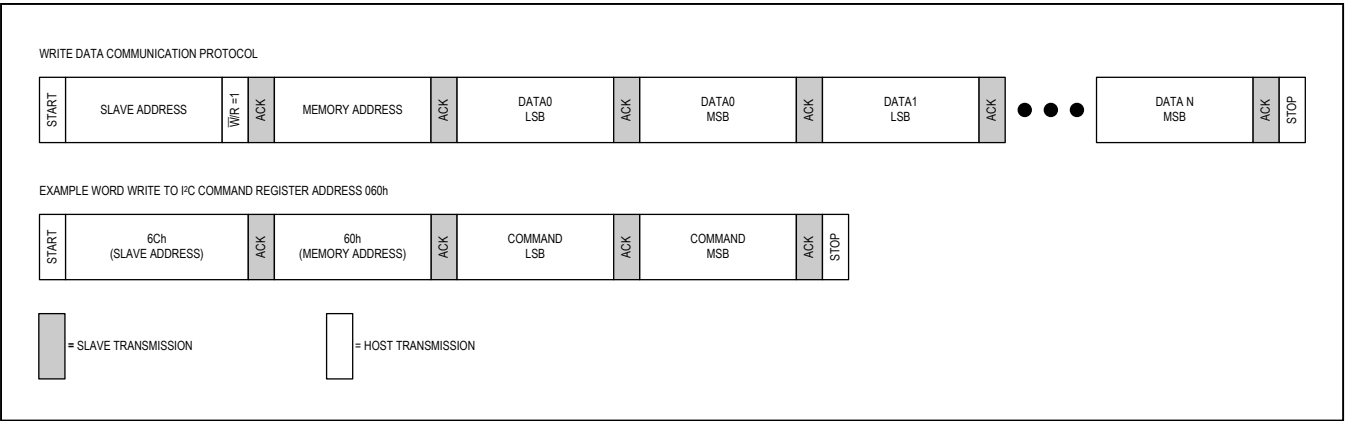 WRITE DATA COMMUNICATION PROTOCOL
START
SLAVE ADDRESS
W̅/R =1
ACK
MEMORY ADDRESS
ACK
DATA0
LSB
ACK
DATA0
MSB
ACK
DATA1
LSB
ACK
DATA N
MSB
ACK
STOP
EXAMPLE WORD WRITE TO I²C COMMAND REGISTER ADDRESS 060h
START
6Ch
(SLAVE ADDRESS)
ACK
60h
(MEMORY ADDRESS)
ACK
COMMAND
LSB
ACK
COMMAND
MSB
ACK
STOP
= SLAVE TRANSMISSION
= HOST TRANSMISSION